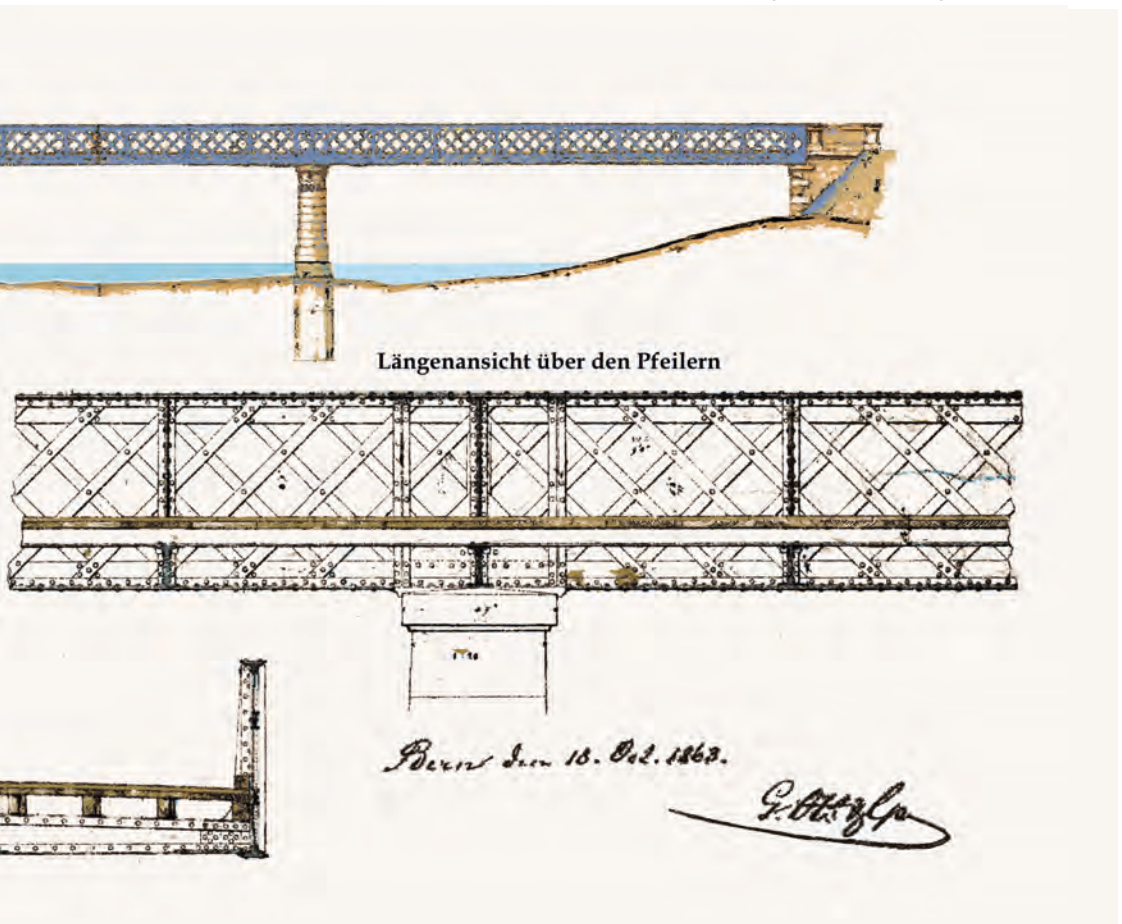 Längenansicht über den Pfeilern
Bern den 18. Oct. 1863.